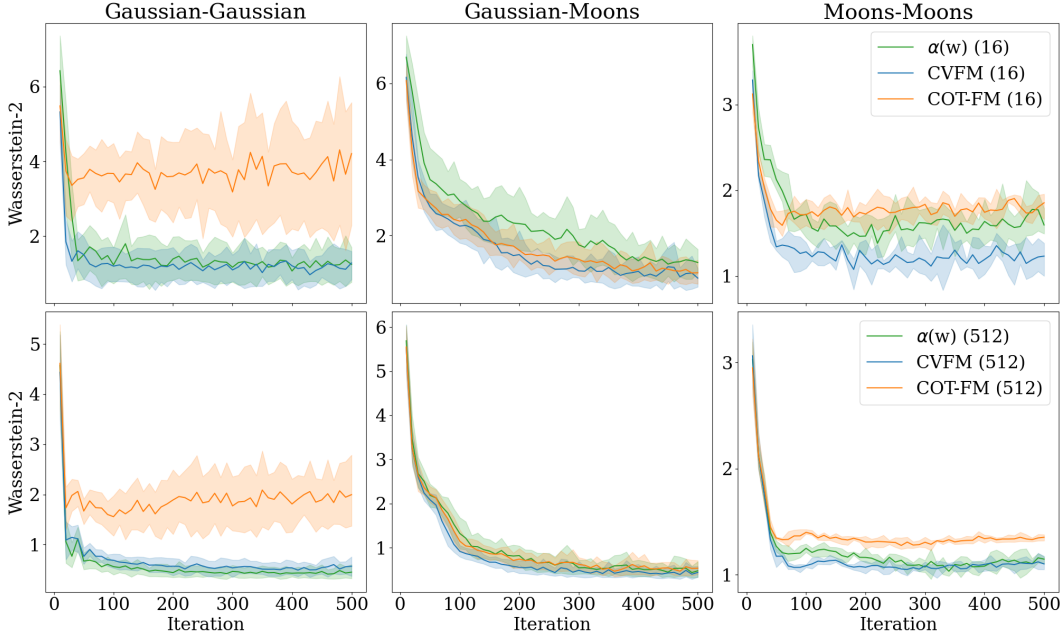 Gaussian-Gaussian Gaussian-Moons Moons-Moons
Wasserstein-2
6
4
2
6
4
2
3
2
1
α(w) (16)
CVFM (16)
COT-FM (16)
Wasserstein-2
5
4
3
2
1
6
5
4
3
2
1
3
2
1
α(w) (512)
CVFM (512)
COT-FM (512)
0 100 200 300 400 500 0 100 200 300 400 500 0 100 200 300 400 500
Iteration Iteration Iteration